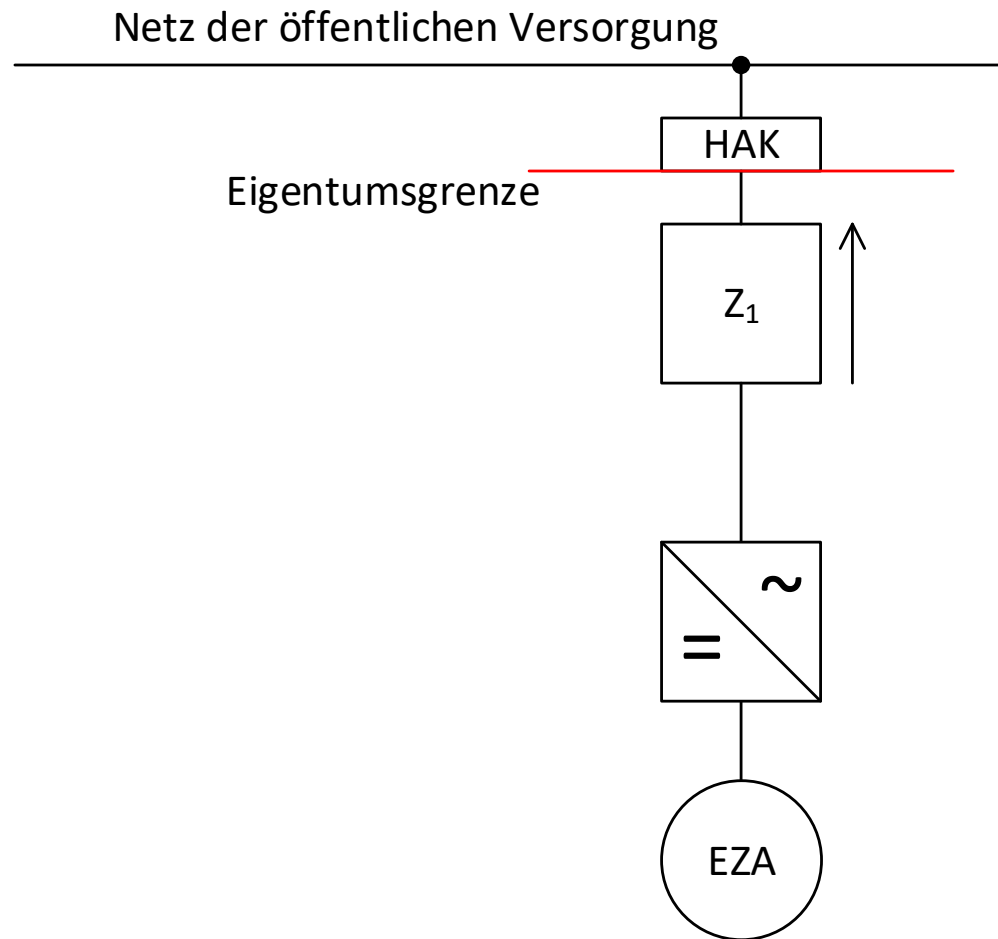 Netz der öffentlichen Versorgung
HAK
Eigentumsgrenze
Z₁
~
=
EZA